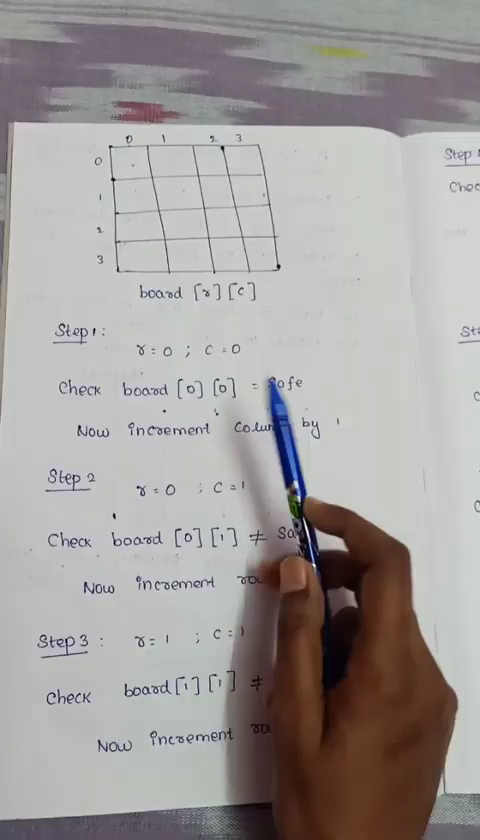 0 1 2 3
0
1
2
3
board [r][c]
Step 1:
r=0 ; c=0
Check board [0][0] = Safe
Now increment by 1
Step 2
r=0 ; c=1
Check board [0][1] ≠
Now increment
Step 3 : r=1 ; c=1
Check board[1][1] ≠
Now increment
Step
Chec